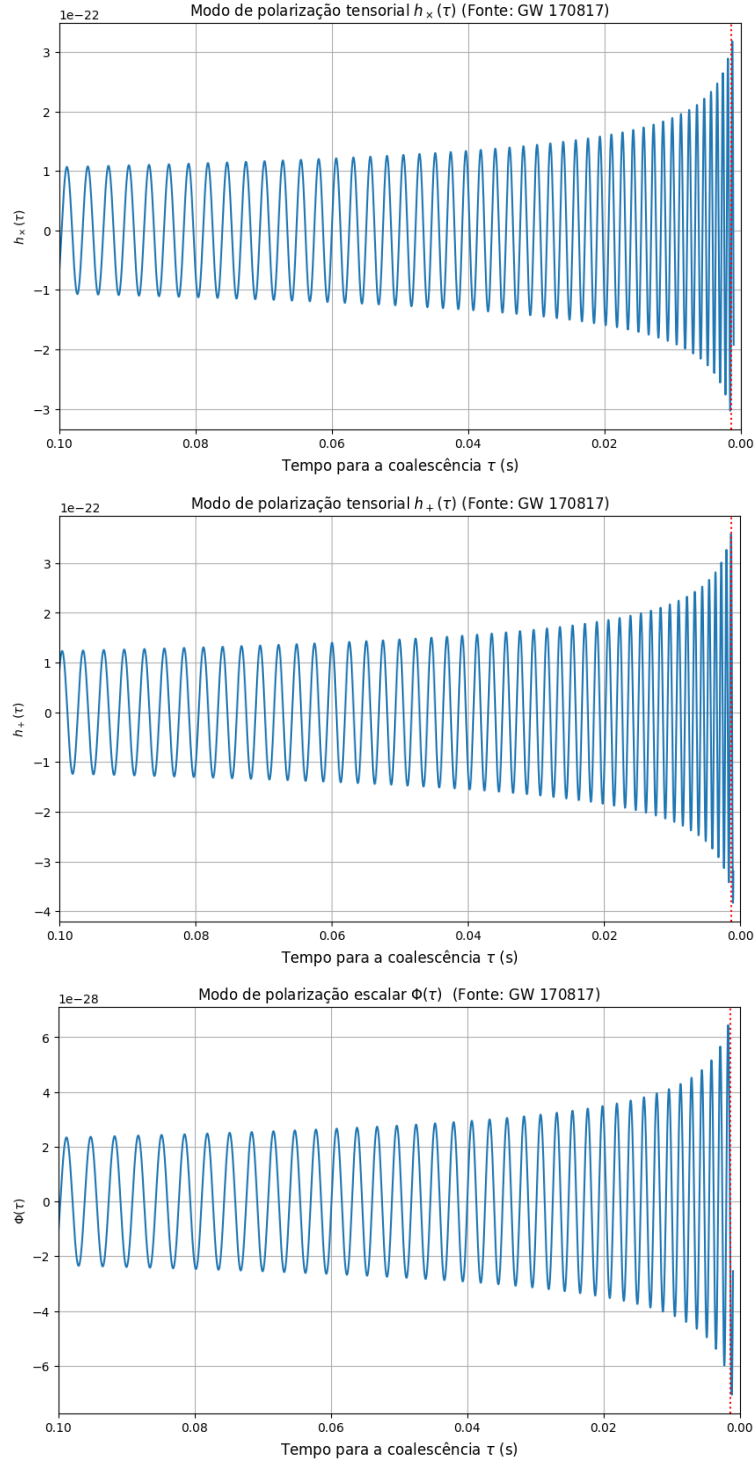 Modo de polarização tensorial h×(τ) (Fonte: GW 170817)
1e−22
3
2
1
0
−1
−2
−3
h×(τ)
0.10 0.08 0.06 0.04 0.02 0.00
Tempo para a coalescência τ (s)
Modo de polarização tensorial h+(τ) (Fonte: GW 170817)
1e−22
3
2
1
0
−1
−2
−3
−4
h+(τ)
0.10 0.08 0.06 0.04 0.02 0.00
Tempo para a coalescência τ (s)
Modo de polarização escalar Φ(τ) (Fonte: GW 170817)
1e−28
6
4
2
0
−2
−4
−6
Φ(τ)
0.10 0.08 0.06 0.04 0.02 0.00
Tempo para a coalescência τ (s)